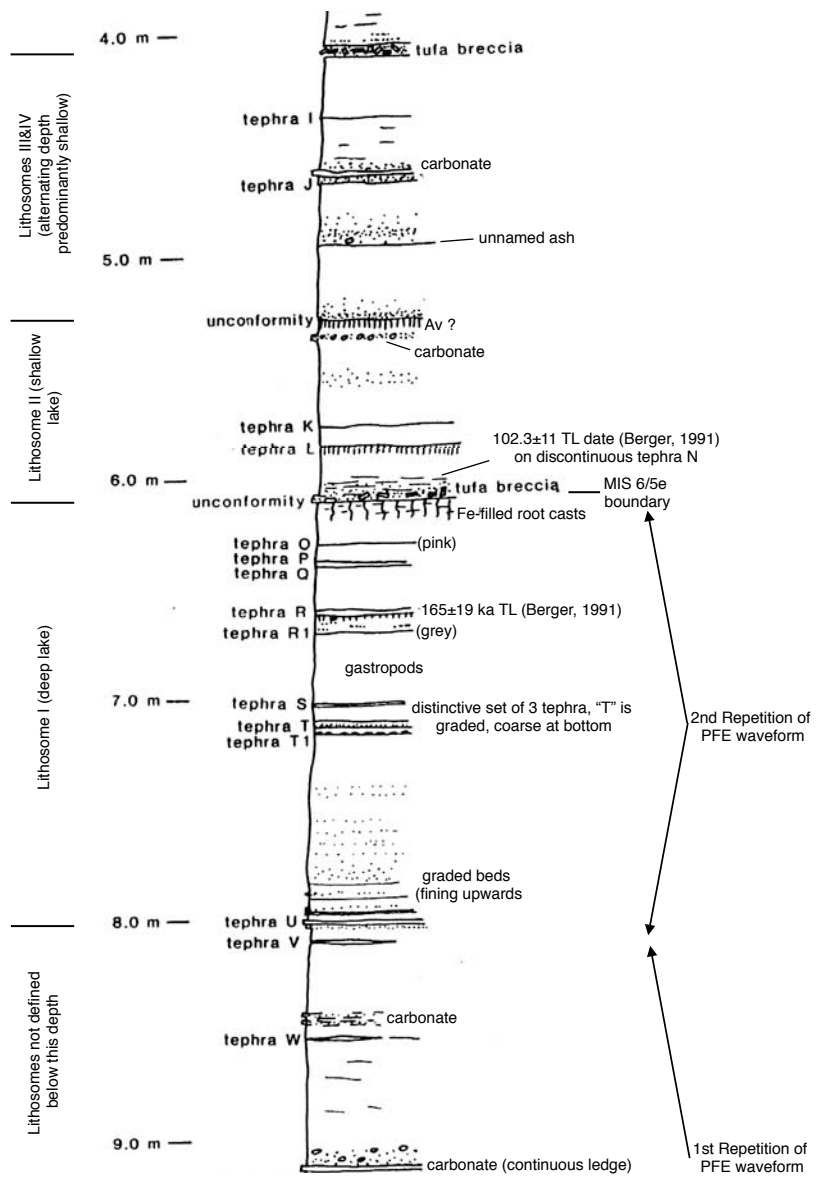 4.0 m
tufa breccia
tephra I
carbonate
tephra J
unnamed ash
5.0 m
unconformity
Av ?
carbonate
tephra K
tephra L
102.3±11 TL date (Berger, 1991)
on discontinuous tephra N
6.0 m
tufa breccia
MIS 6/5e
boundary
unconformity
Fe-filled root casts
tephra O
(pink)
tephra P
tephra Q
tephra R
165±19 ka TL (Berger, 1991)
tephra R1
(grey)
gastropods
7.0 m
tephra S
distinctive set of 3 tephra, “T” is
graded, coarse at bottom
tephra T
tephra T1
2nd Repetition of
PFE waveform
graded beds
(fining upwards
8.0 m
tephra U
tephra V
carbonate
tephra W
9.0 m
carbonate (continuous ledge)
1st Repetition of
PFE waveform
Lithosomes III&IV
(alternating depth
predominantly shallow)
Lithosome II (shallow
lake)
Lithosome I (deep lake)
Lithosomes not defined
below this depth